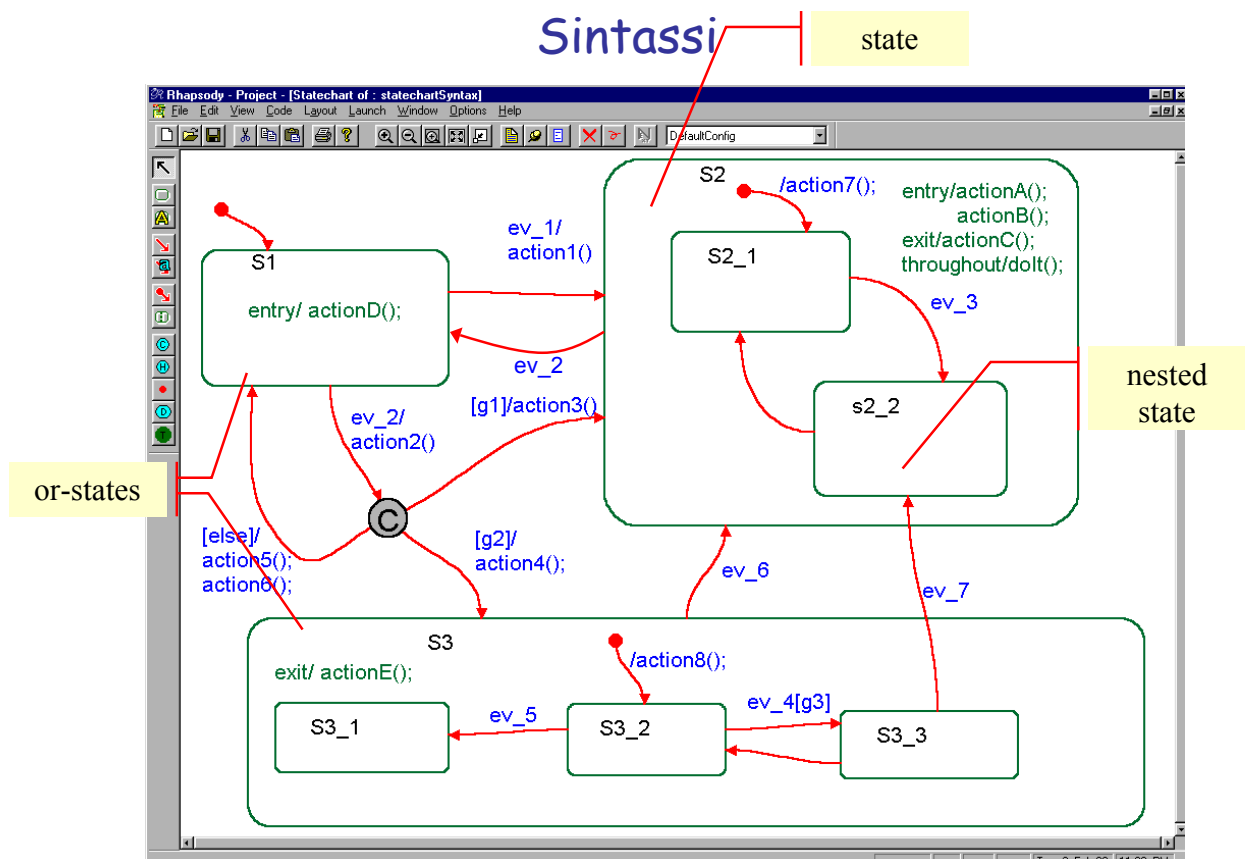 Sintassi
state
Rhapsody - Project - [Statechart of : statechartSyntax]
File Edit View Code Layout Launch Window Options Help
DefaultConfig
S2
/action7();
entry/actionA();
actionB();
exit/actionC();
throughout/doIt();
ev_1/
action1()
S1
S2_1
entry/ actionD();
ev_3
ev_2
nested
state
[g1]/action3()
s2_2
ev_2/
action2()
or-states
C
[else]/
action5();
action6();
[g2]/
action4();
ev_6
ev_7
S3
/action8();
exit/ actionE();
ev_5
ev_4[g3]
S3_1
S3_2
S3_3